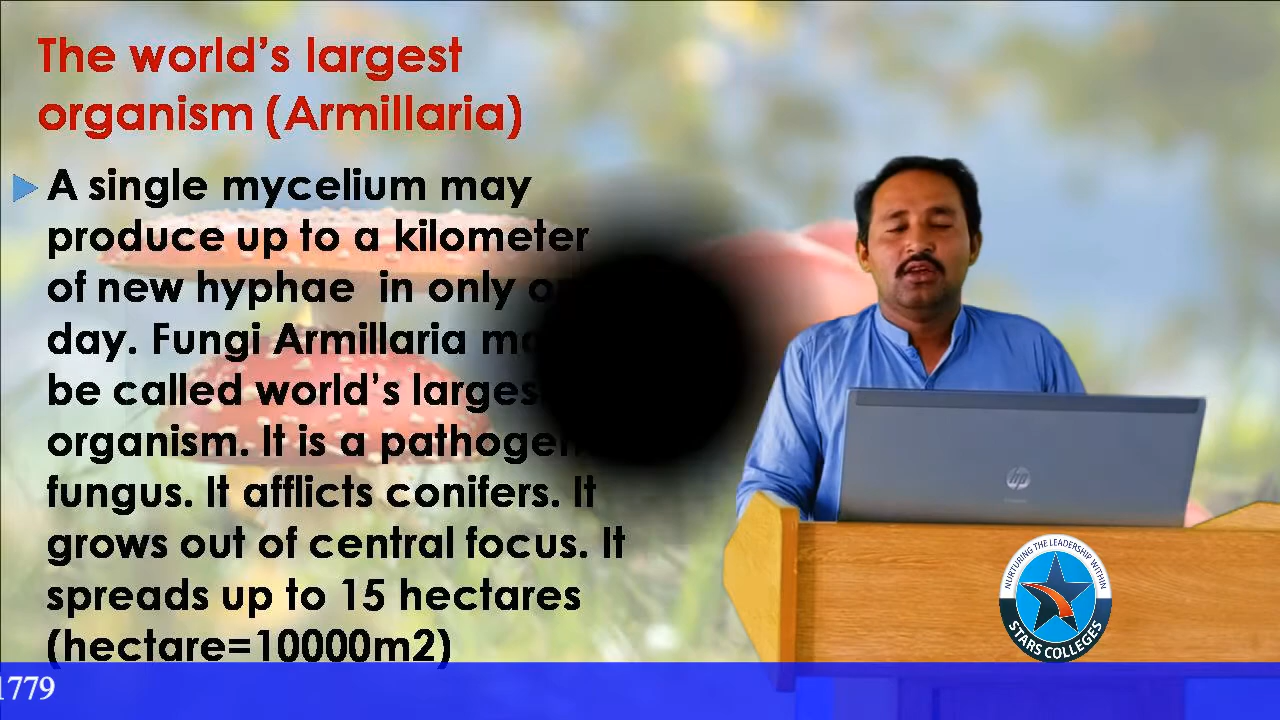 The world's largest
organism (Armillaria)
A single mycelium may
produce up to a kilometer
of new hyphae in only
day. Fungi Armillaria
be called world's
organism. It is a
fungus. It afflicts conifers. It
grows out of central focus. It
spreads up to 15 hectares
(hectare=10000m2)
hp
NURTURING THE LEADERSHIP WITHIN
STARS COLLEGES
1779